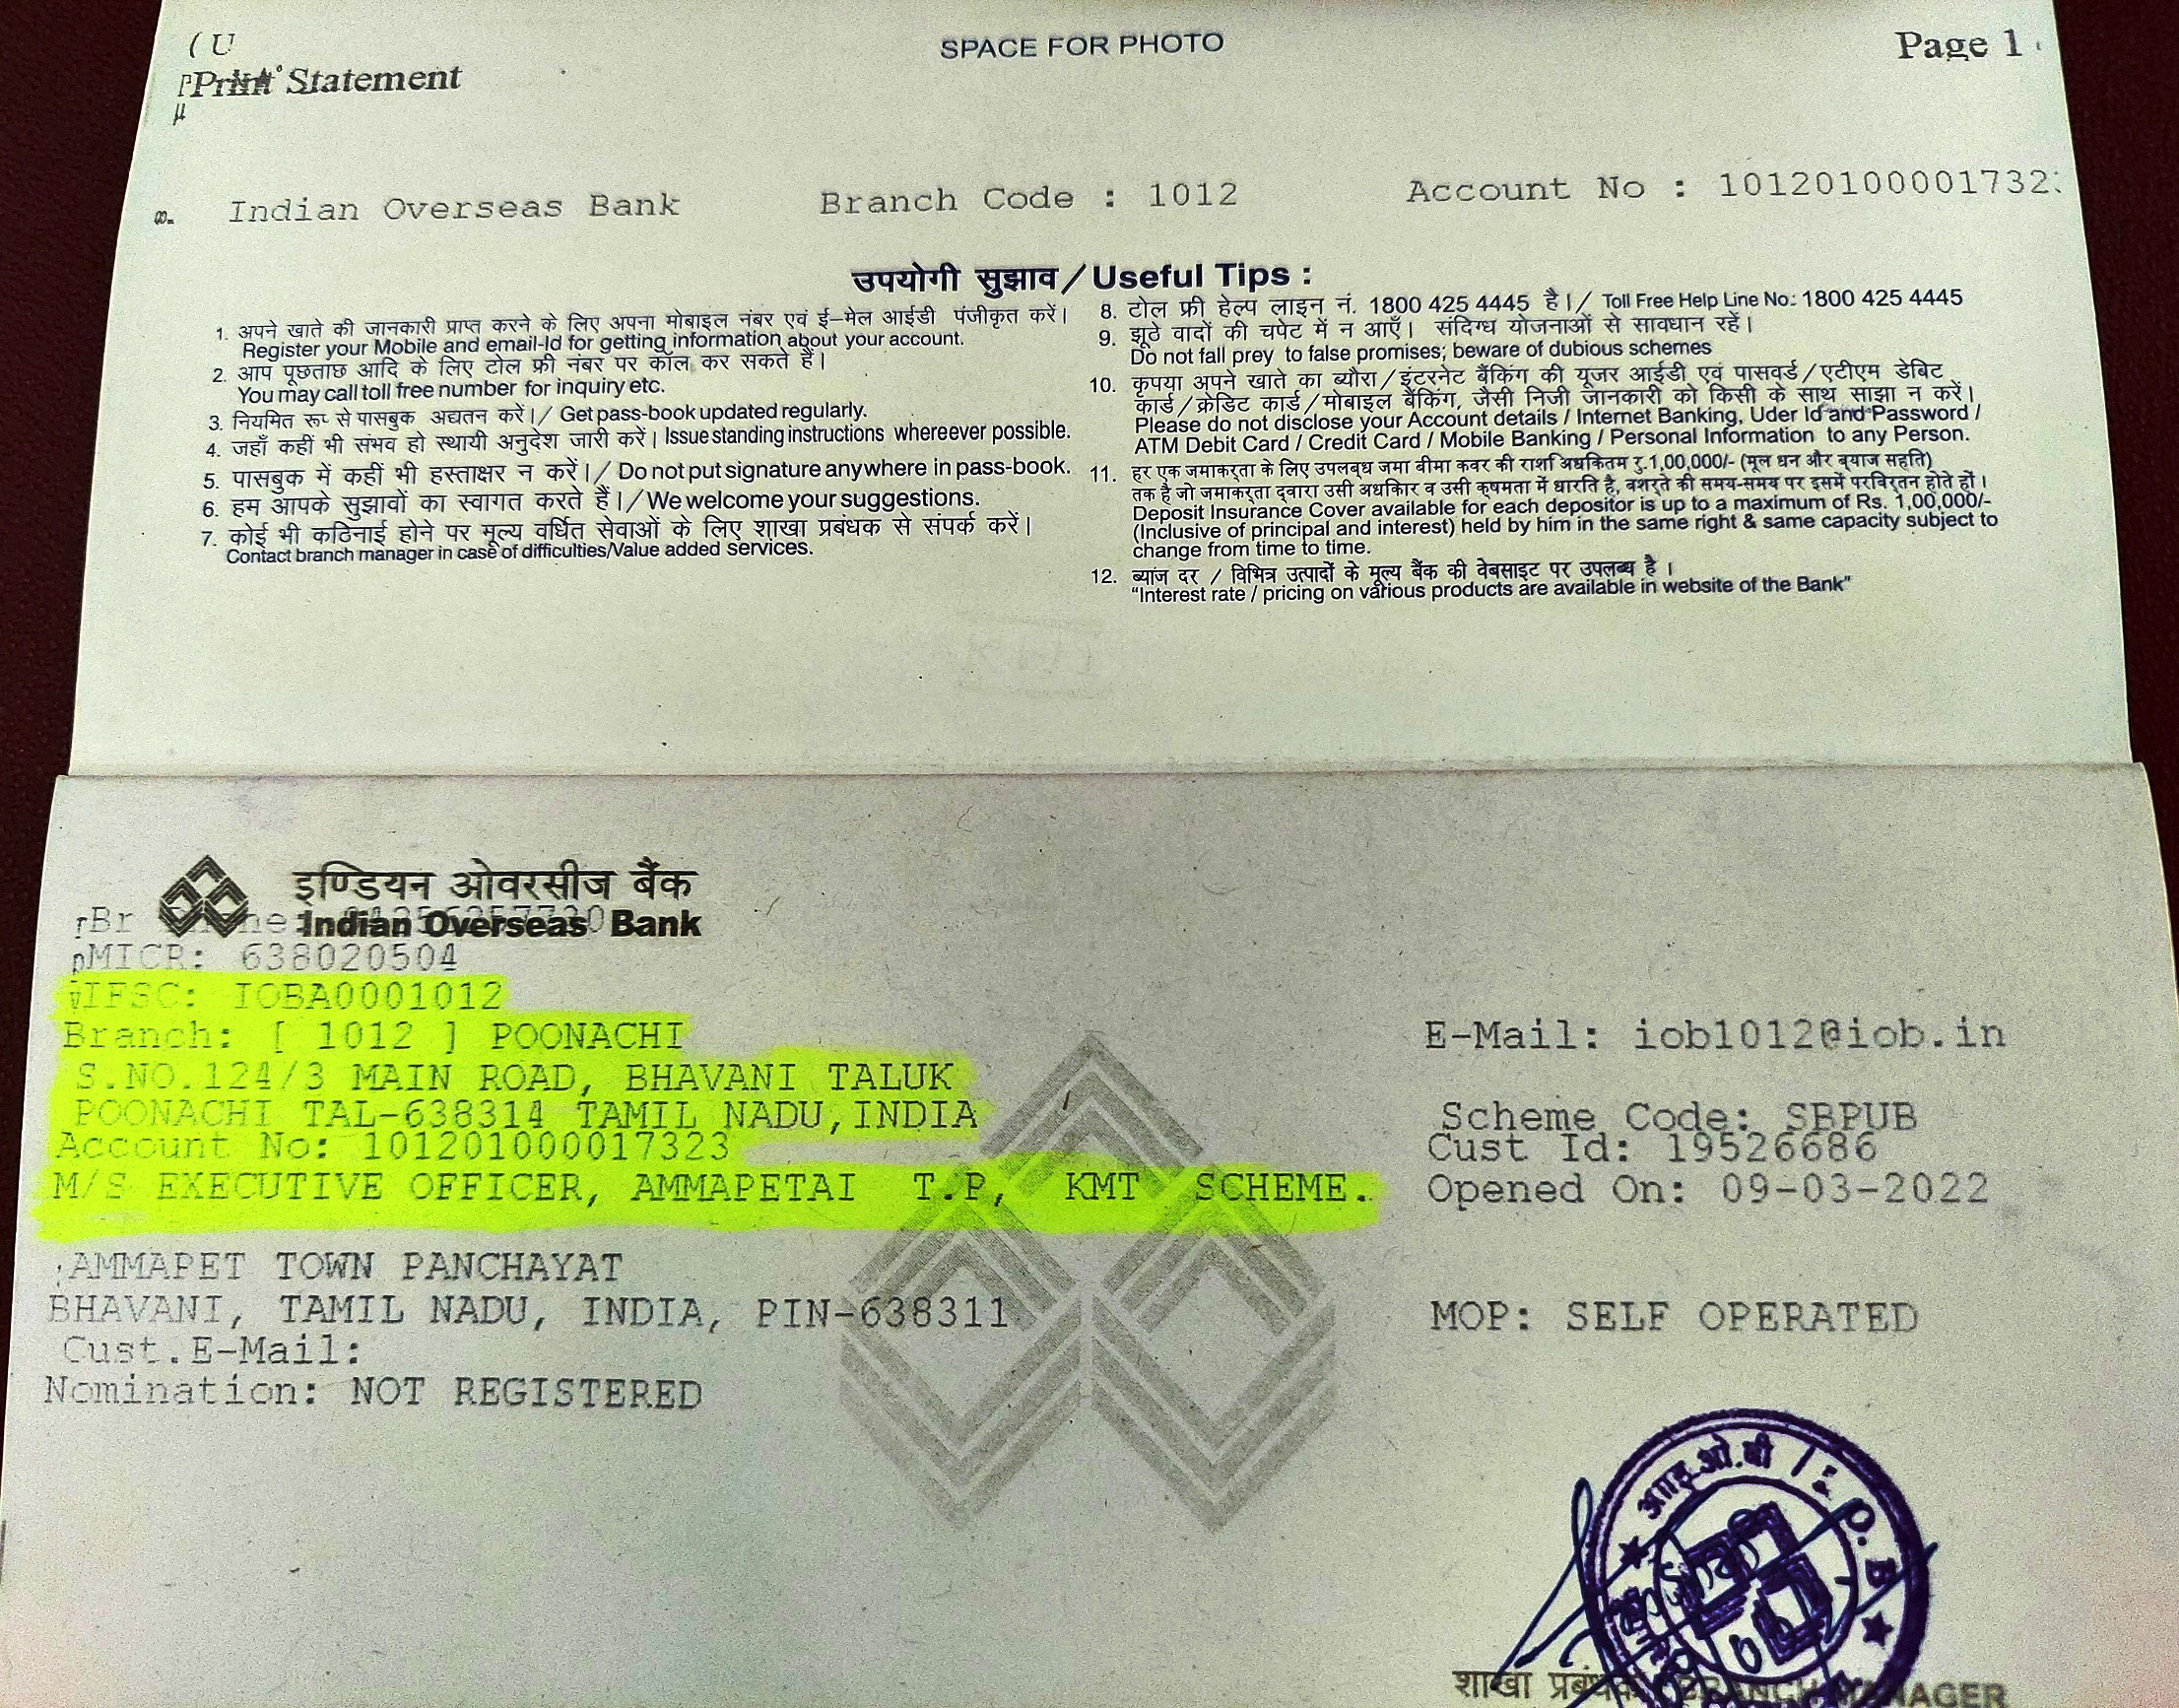 SPACE FOR PHOTO
Page 1
Print Statement
Indian Overseas Bank Branch Code : 1012 Account No : 10120100001732
उपयोगी सुझाव / Useful Tips :
1. अपने खाते की जानकारी प्राप्त करने के लिए अपना मोबाइल नंबर एवं ई–मेल आईडी पंजीकृत करें।
Register your Mobile and email-Id for getting information about your account.
2. आप पूछताछ आदि के लिए टोल फ्री नंबर पर कॉल कर सकते हैं।
You may call toll free number for inquiry etc.
3. नियमित रूप से पासबुक अद्यतन करें।/ Get pass-book updated regularly.
4. जहाँ कहीं भी संभव हो स्थायी अनुदेश जारी करें। Issue standing instructions whereever possible.
5. पासबुक में कहीं भी हस्ताक्षर न करें।/ Do not put signature anywhere in pass-book.
6. हम आपके सुझावों का स्वागत करते हैं।/ We welcome your suggestions.
7. कोई भी कठिनाई होने पर मूल्य वर्धित सेवाओं के लिए शाखा प्रबंधक से संपर्क करें।
Contact branch manager in case of difficulties/Value added services.
8. टोल फ्री हेल्प लाइन नं. 1800 425 4445 है।/ Toll Free Help Line No.: 1800 425 4445
9. झूठे वादों की चपेट में न आएँ। संदिग्ध योजनाओं से सावधान रहें।
Do not fall prey to false promises; beware of dubious schemes
10. कृपया अपने खाते का ब्यौरा/इंटरनेट बैंकिंग की यूजर आईडी एवं पासवर्ड/एटीएम डेबिट
कार्ड/क्रेडिट कार्ड/मोबाइल बैंकिंग, जैसी निजी जानकारी को किसी के साथ साझा न करें।
Please do not disclose your Account details / Internet Banking, Uder Id and Password /
ATM Debit Card / Credit Card / Mobile Banking / Personal Information to any Person.
11. हर एक जमाकर्ता के लिए उपलब्ध जमा बीमा कवर की राशि अधिकतम रु.1,00,000/- (मूल धन और ब्याज सहति)
तक है जो जमाकर्ता द्वारा उसी अधिकार व उसी क्षमता में धारति है, बशर्ते की समय-समय पर इसमें परिवर्तन होते हों।
Deposit Insurance Cover available for each depositor is up to a maximum of Rs. 1,00,000/-
(Inclusive of principal and interest) held by him in the same right & same capacity subject to
change from time to time.
12. ब्याज दर / विभिन्न उत्पादों के मूल्य बैंक की वेबसाइट पर उपलब्ध है।
"Interest rate / pricing on various products are available in website of the Bank"
इण्डियन ओवरसीज बैंक
Indian Overseas Bank
MICR: 638020504
IFSC: IOBA0001012
Branch: [ 1012 ] POONACHI
E-Mail: iob1012@iob.in
S.NO.124/3 MAIN ROAD, BHAVANI TALUK
POONACHI TAL-638314 TAMIL NADU,INDIA
Scheme Code: SBPUB
Account No: 101201000017323
Cust Id: 19526686
M/S EXECUTIVE OFFICER, AMMAPETAI T.P, KMT SCHEME.
Opened On: 09-03-2022
AMMAPET TOWN PANCHAYAT
BHAVANI, TAMIL NADU, INDIA, PIN-638311
MOP: SELF OPERATED
Cust.E-Mail:
Nomination: NOT REGISTERED
आइ.ओ.बी
शाखा प्रबंधक BRANCH MANAGER